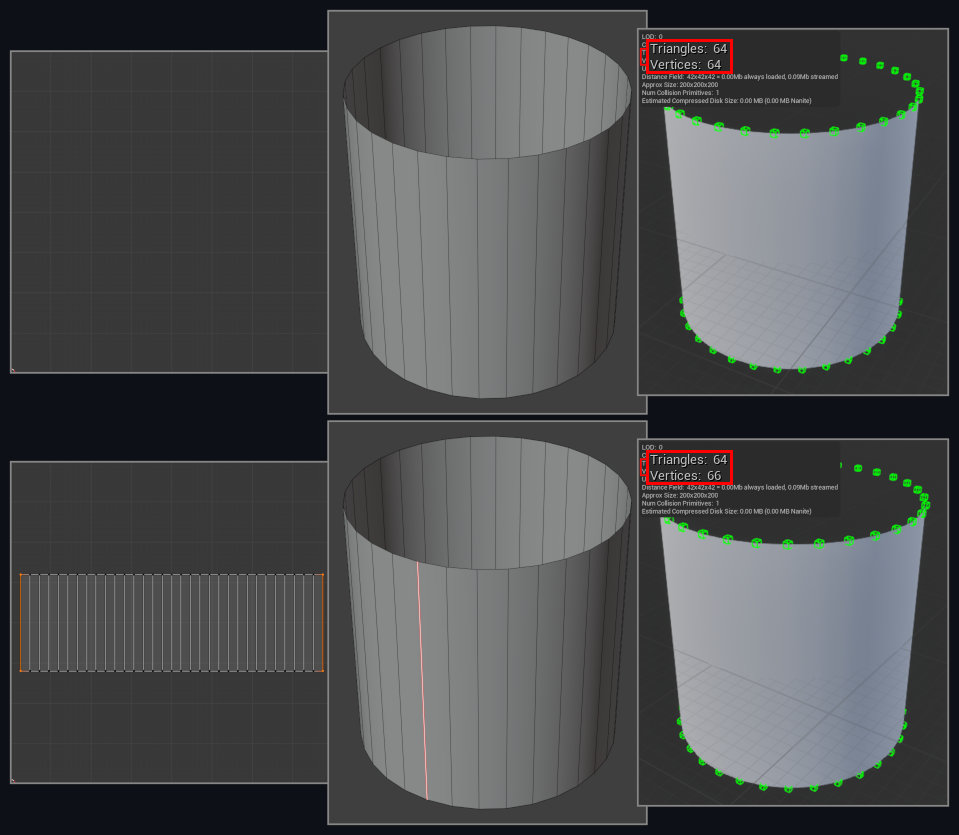 LOD: 0
Triangles: 64
Vertices: 64
Distance Field: 42x42x42 = 0.00Mb always loaded, 0.09Mb streamed
Approx Size: 200x200x200
Num Collision Primitives: 1
Estimated Compressed Disk Size: 0.00 MB (0.00 MB Nanite)
LOD: 0
Triangles: 64
Vertices: 66
Distance Field: 42x42x42 = 0.00Mb always loaded, 0.09Mb streamed
Approx Size: 200x200x200
Num Collision Primitives: 1
Estimated Compressed Disk Size: 0.00 MB (0.00 MB Nanite)